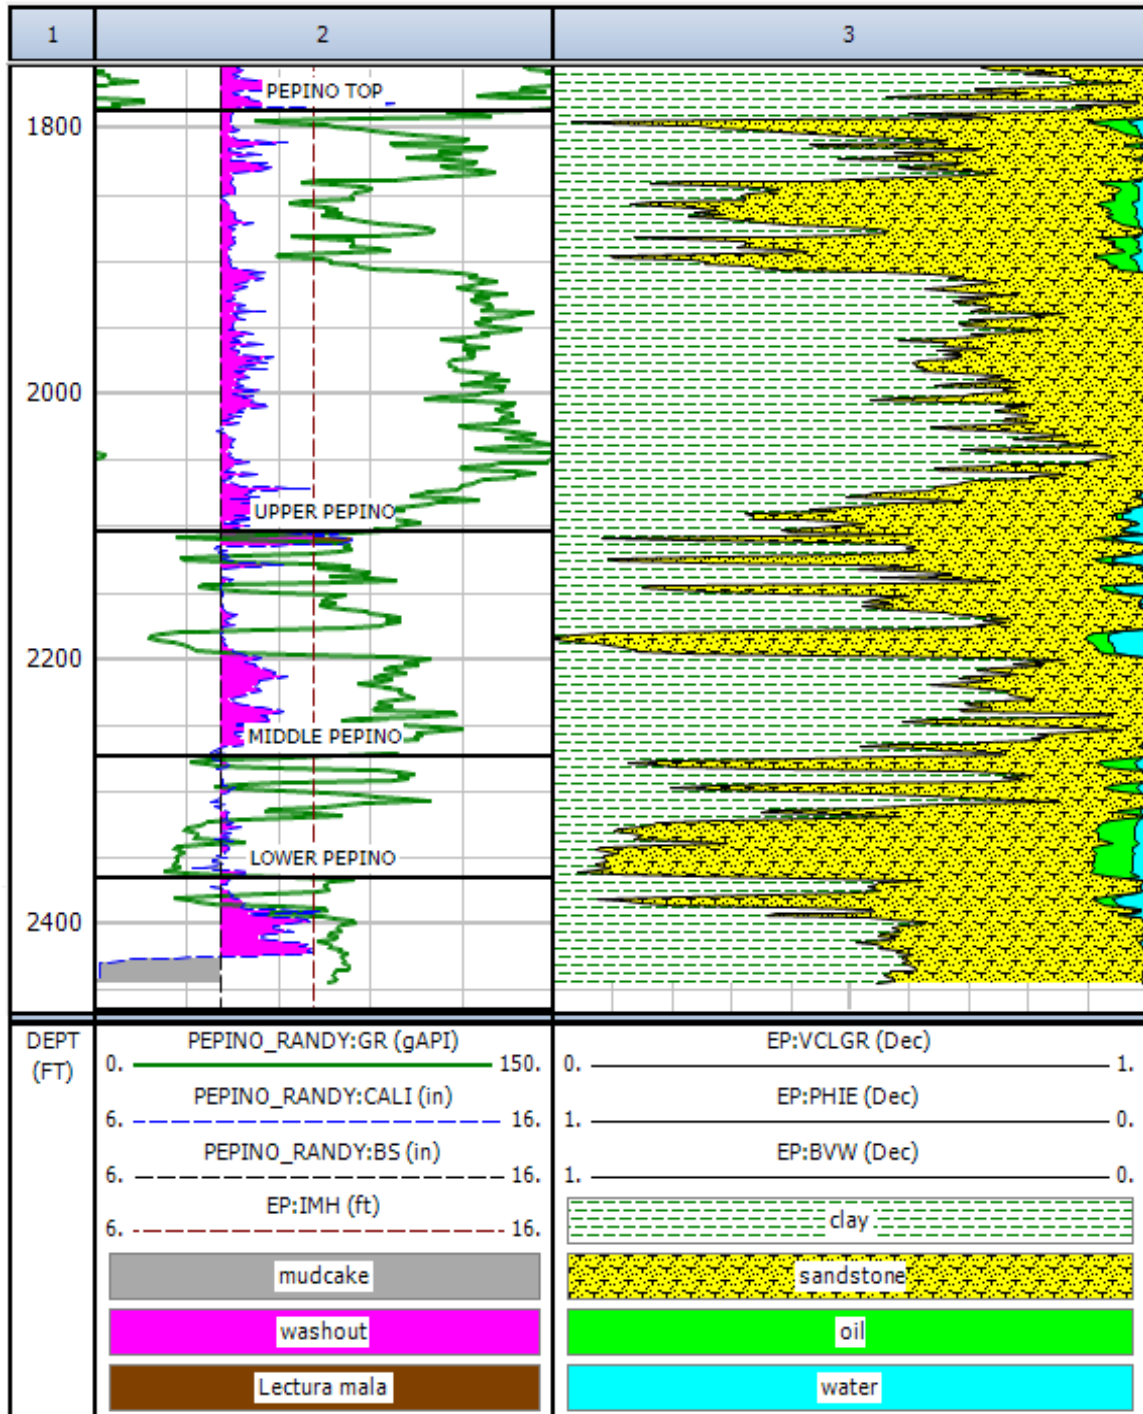 1 2 3
PEPINO TOP
1800
2000
UPPER PEPINO
2200
MIDDLE PEPINO
LOWER PEPINO
2400
DEPT
(FT)
PEPINO_RANDY:GR (gAPI)
0. 150.
PEPINO_RANDY:CALI (in)
6. 16.
PEPINO_RANDY:BS (in)
6. 16.
EP:IMH (ft)
6. 16.
mudcake
washout
Lectura mala
EP:VCLGR (Dec)
0. 1.
EP:PHIE (Dec)
1. 0.
EP:BVW (Dec)
1. 0.
clay
sandstone
oil
water